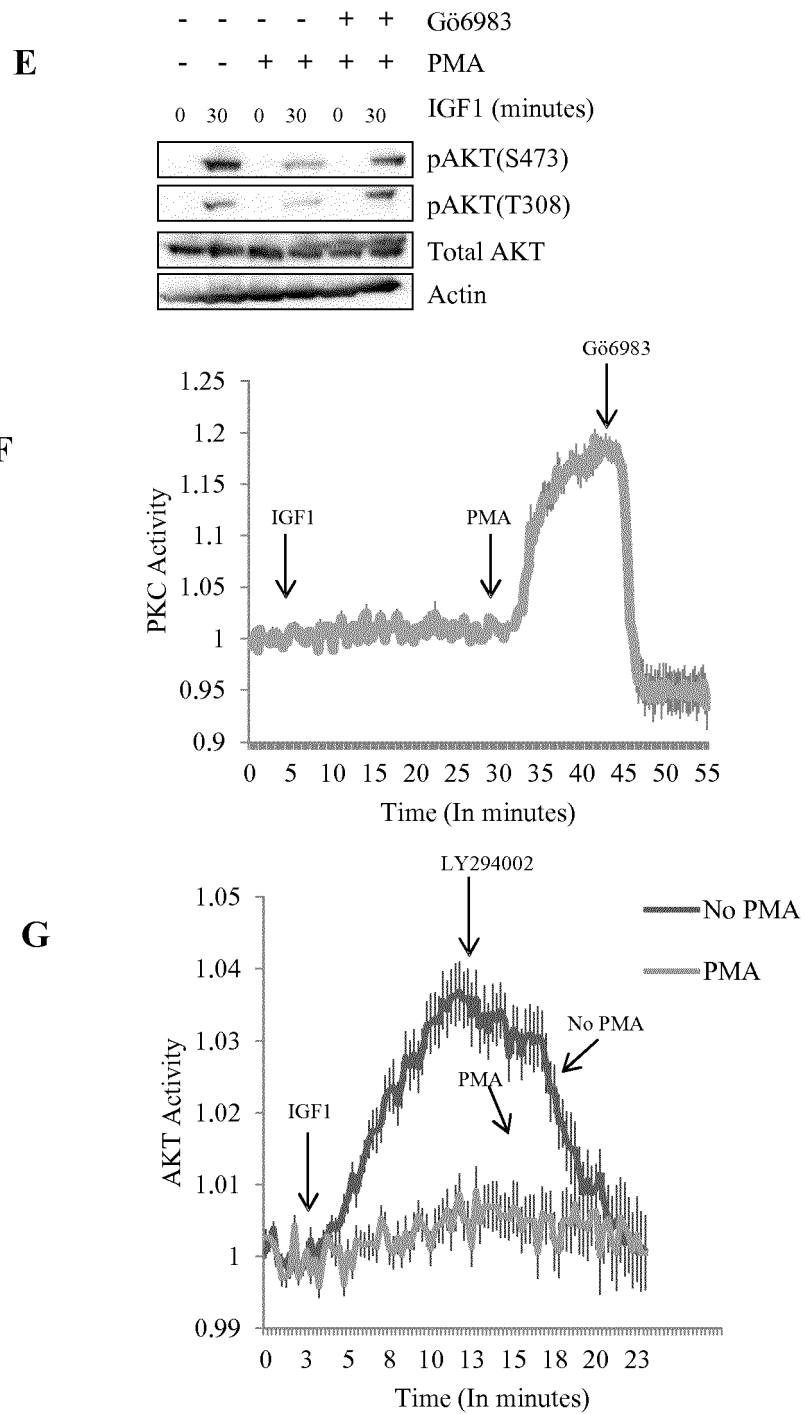 - - - - + + Gö6983
E
- - + + + + PMA
0 30 0 30 0 30 IGF1 (minutes)
pAKT(S473)
pAKT(T308)
Total AKT
Actin
F
Gö6983
1.25
1.2
1.15
IGF1
PMA
1.1
1.05
1
0.95
0.9
PKC Activity
0 5 10 15 20 25 30 35 40 45 50 55
Time (In minutes)
G
LY294002
1.05
No PMA
PMA
1.04
No PMA
1.03
PMA
1.02
IGF1
1.01
1
0.99
AKT Activity
0 3 5 8 10 13 15 18 20 23
Time (In minutes)